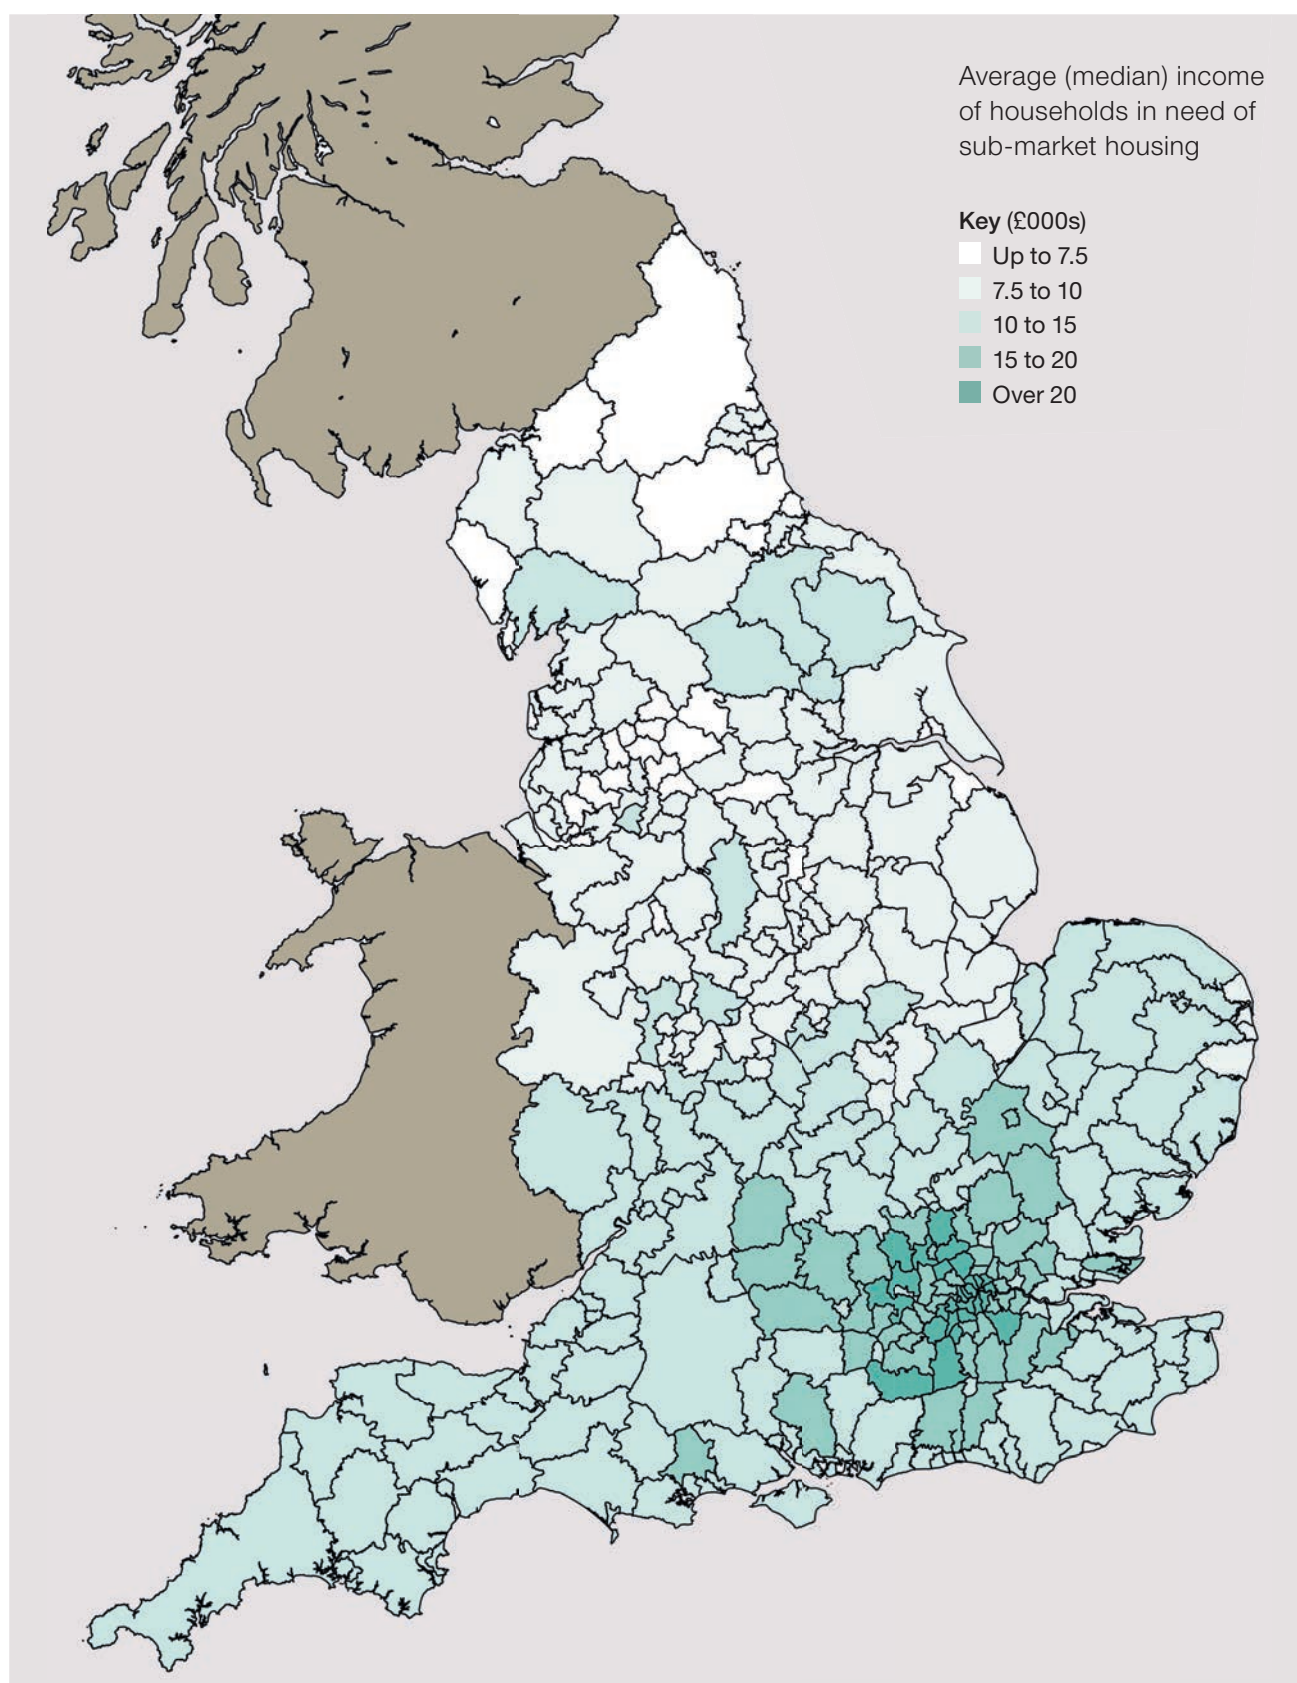 Average (median) income
of households in need of
sub-market housing
Key (£000s)
Up to 7.5
7.5 to 10
10 to 15
15 to 20
Over 20